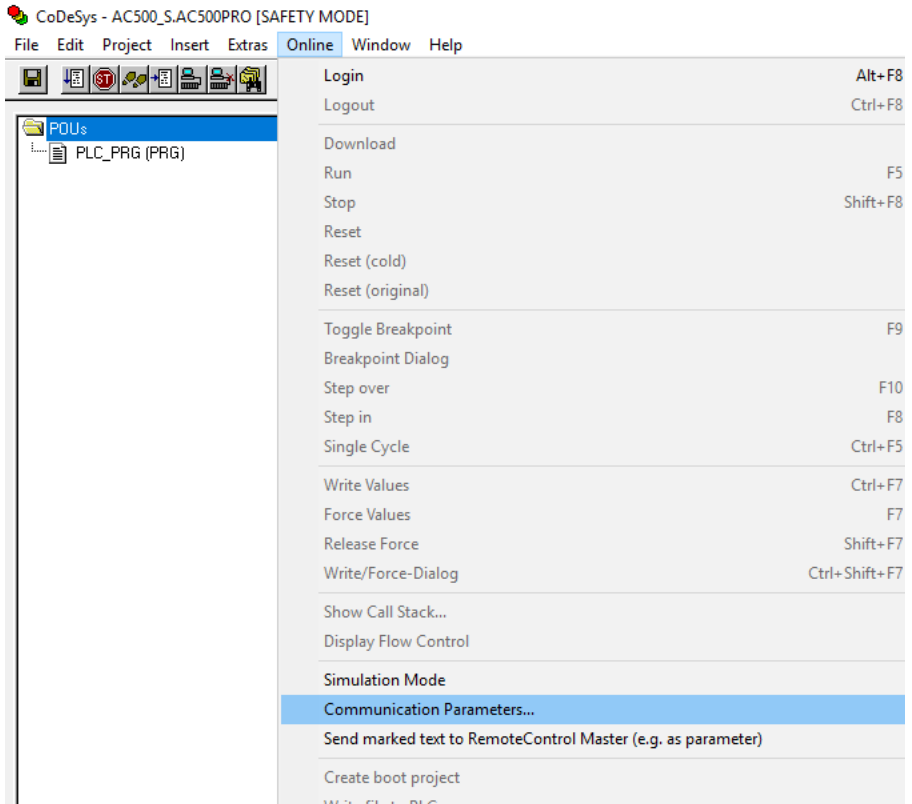 CoDeSys - AC500_S.AC500PRO [SAFETY MODE]
File Edit Project Insert Extras Online Window Help
ST
POUs
PLC_PRG (PRG)
Login Alt+F8
Logout Ctrl+F8
Download
Run F5
Stop Shift+F8
Reset
Reset (cold)
Reset (original)
Toggle Breakpoint F9
Breakpoint Dialog
Step over F10
Step in F8
Single Cycle Ctrl+F5
Write Values Ctrl+F7
Force Values F7
Release Force Shift+F7
Write/Force-Dialog Ctrl+Shift+F7
Show Call Stack...
Display Flow Control
Simulation Mode
Communication Parameters...
Send marked text to RemoteControl Master (e.g. as parameter)
Create boot project